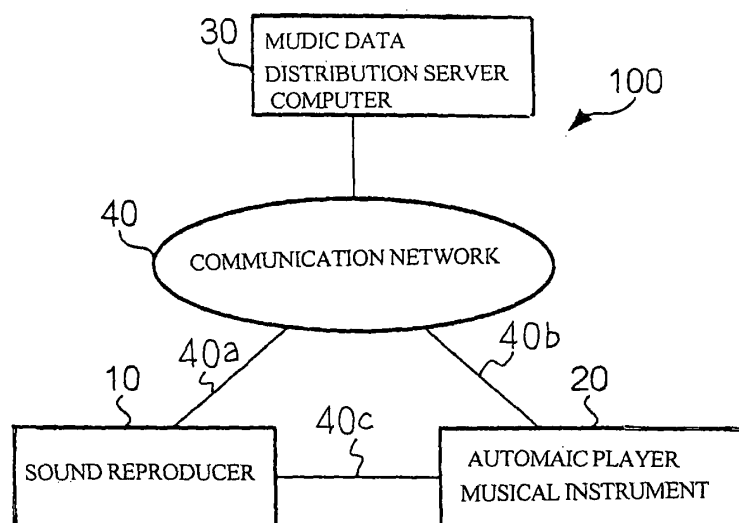 30
MUDIC DATA
DISTRIBUTION SERVER
COMPUTER
100
40
COMMUNICATION NETWORK
40a
40b
10
20
40c
SOUND REPRODUCER
AUTOMAIC PLAYER
MUSICAL INSTRUMENT